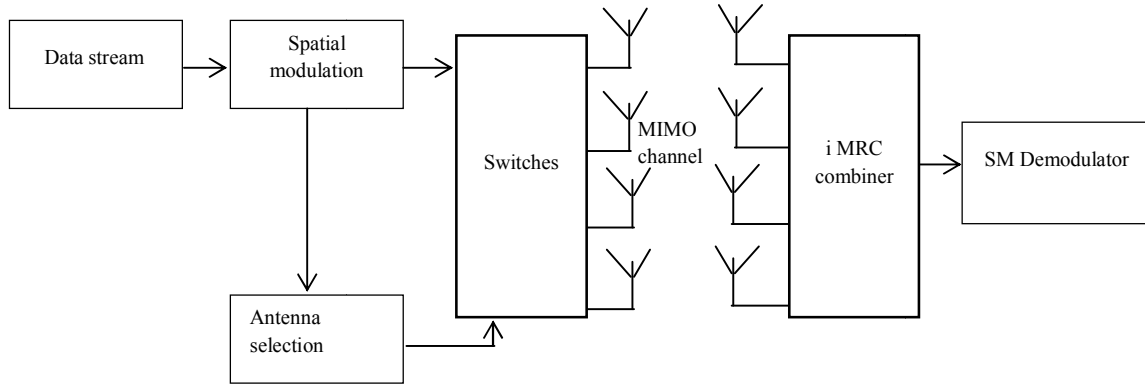 Data stream
Spatial
modulation
Switches
MIMO
channel
i MRC
combiner
SM Demodulator
Antenna
selection